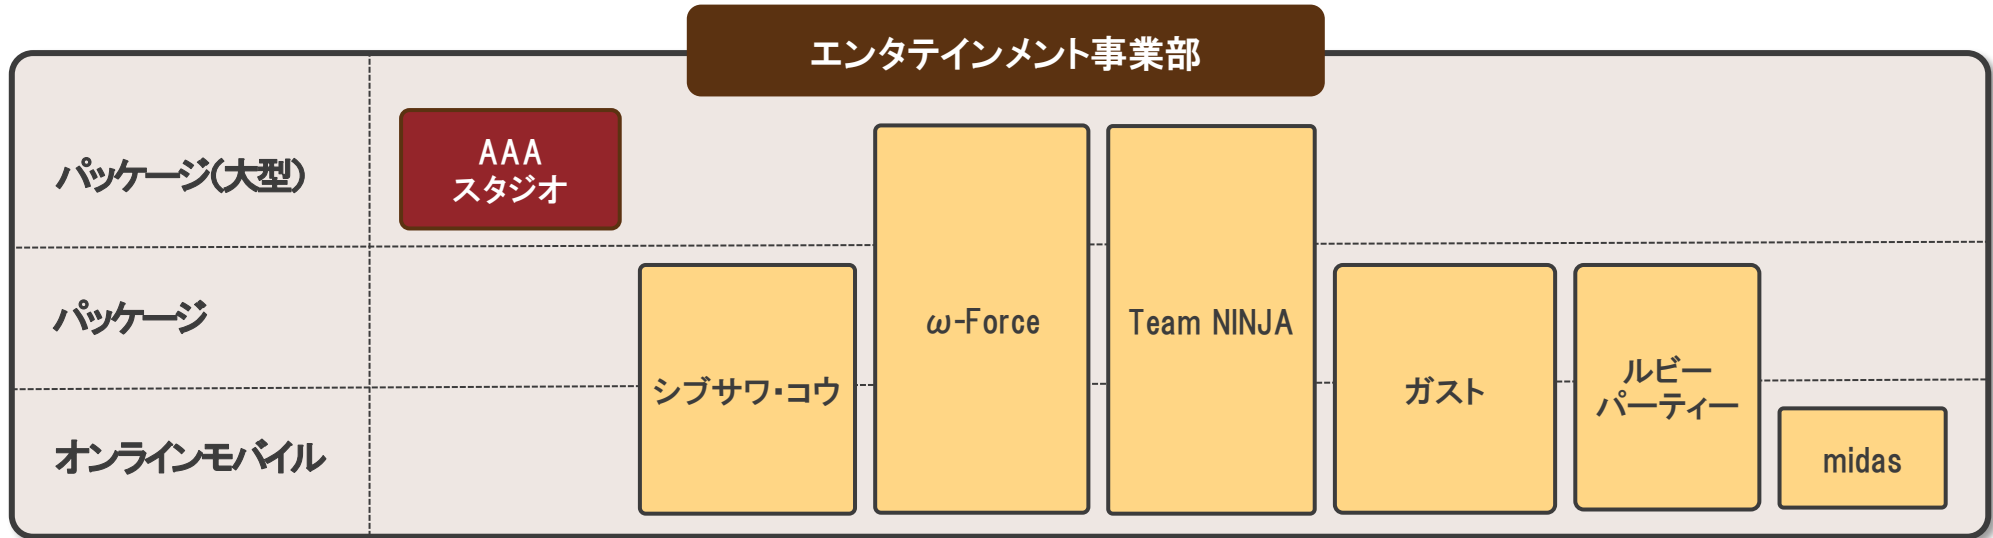 エンタテインメント事業部
パッケージ(大型)
AAA
スタジオ
パッケージ
オンラインモバイル
シブサワ・コウ
ω-Force
Team NINJA
ガスト
ルビー
パーティー
midas